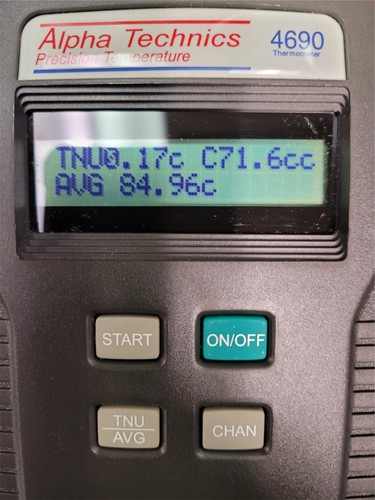 Alpha Technics
4690
Precision Temperature
Thermometer
TNU0.17c C71.6cc
AVG 84.96c
START
ON/OFF
TNU
AVG
CHAN